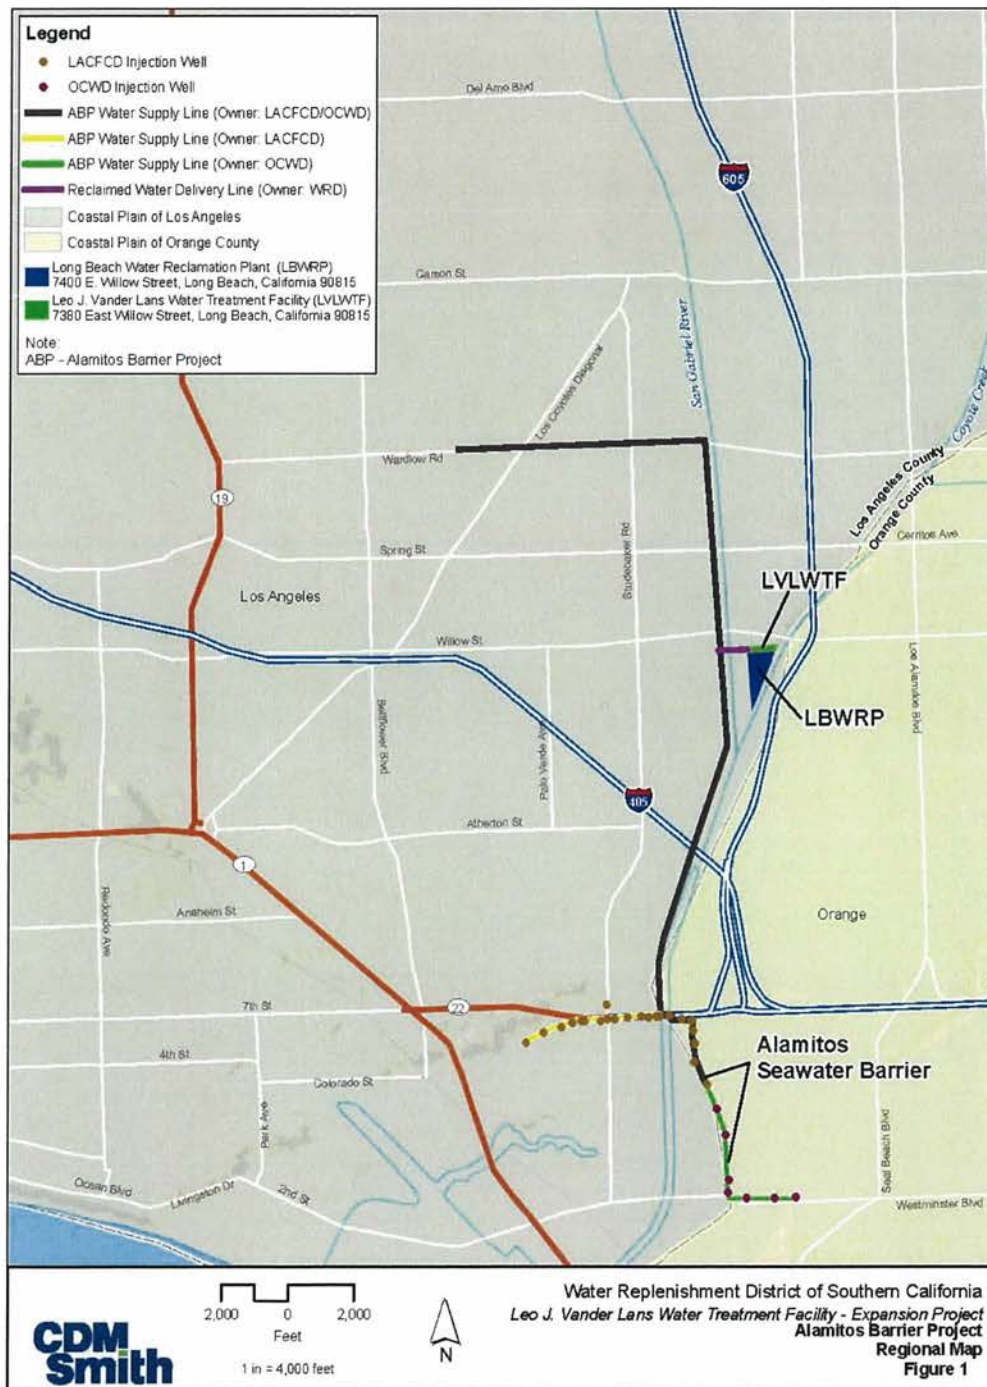 Legend
LACFCD Injection Well
OCWD Injection Well
ABP Water Supply Line (Owner: LACFCD/OCWD)
ABP Water Supply Line (Owner: LACFCD)
ABP Water Supply Line (Owner: OCWD)
Reclaimed Water Delivery Line (Owner: WRD)
Coastal Plain of Los Angeles
Coastal Plain of Orange County
Long Beach Water Reclamation Plant (LBWRP)
7400 E. Willow Street, Long Beach, California 90815
Leo J. Vander Lans Water Treatment Facility (LVLWTF)
7380 East Willow Street, Long Beach, California 90815
Note:
ABP - Alamitos Barrier Project
Del Amo Blvd
605
Carson St
San Gabriel River
Coyote Creek
Los Coyotes Diagonal
Wardlow Rd
Los Angeles County
Orange County
19
Studebaker Rd
Cerritos Ave
Spring St
LVLWTF
Los Angeles
Willow St
Los Alamitos Blvd
LBWRP
Bellflower Blvd
Palo Verde Ave
405
Atherton St
1
Redondo Ave
Anaheim St
Orange
7th St
22
4th St
Alamitos
Seawater Barrier
Colorado St
Park Ave
Seal Beach Blvd
Ocean Blvd
Livingston Dr
2nd St
Westminster Blvd
CDM
Smith
2,000 0 2,000
Feet
1 in = 4,000 feet
N
Water Replenishment District of Southern California
Leo J. Vander Lans Water Treatment Facility - Expansion Project
Alamitos Barrier Project
Regional Map
Figure 1